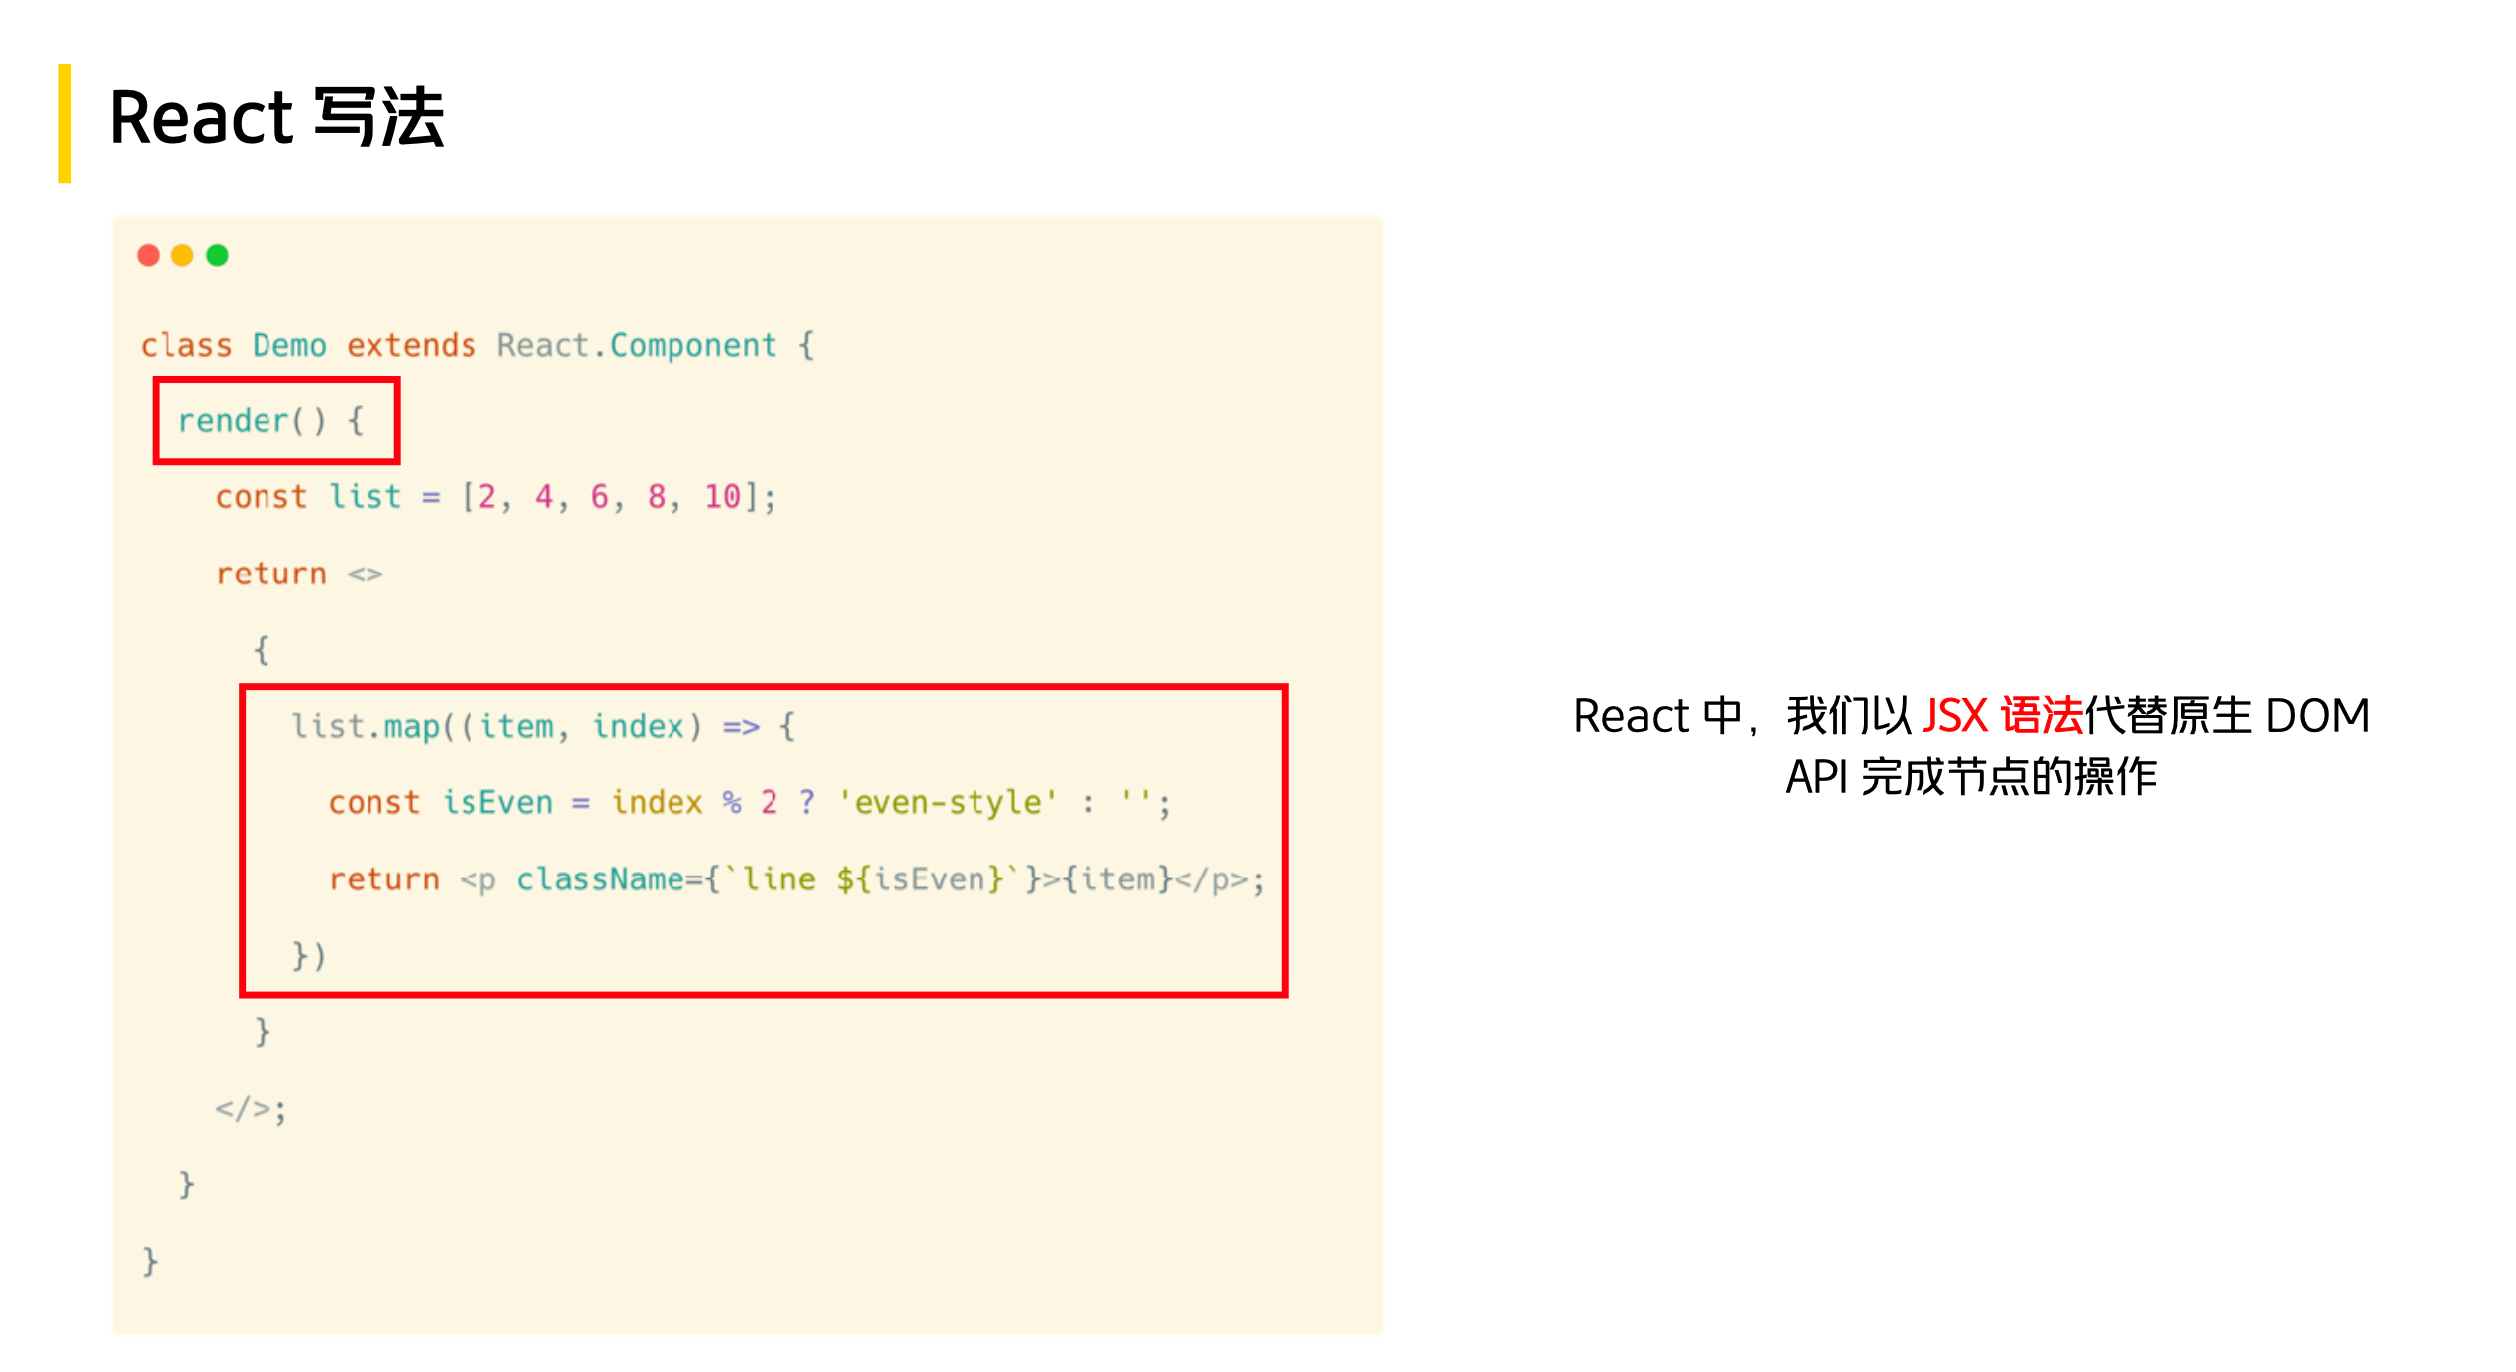 React 写法
class Demo extends React.Component {
render() {
const list = [2, 4, 6, 8, 10];
return <>
{
list.map((item, index) => {
const isEven = index % 2 ? 'even-style' : '';
return <p className={`line ${isEven}`}>{item}</p>;
})
}
</>;
}
}
React 中，我们以 JSX 语法代替原生 DOM
API 完成节点的操作